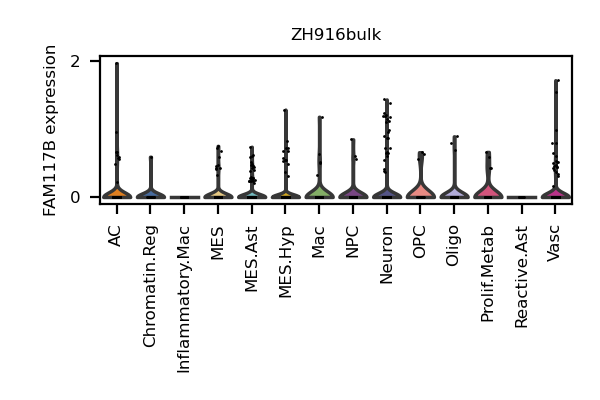 ZH916bulk
FAM117B expression
2
0
AC
Chromatin.Reg
Inflammatory.Mac
MES
MES.Ast
MES.Hyp
Mac
NPC
Neuron
OPC
Oligo
Prolif.Metab
Reactive.Ast
Vasc